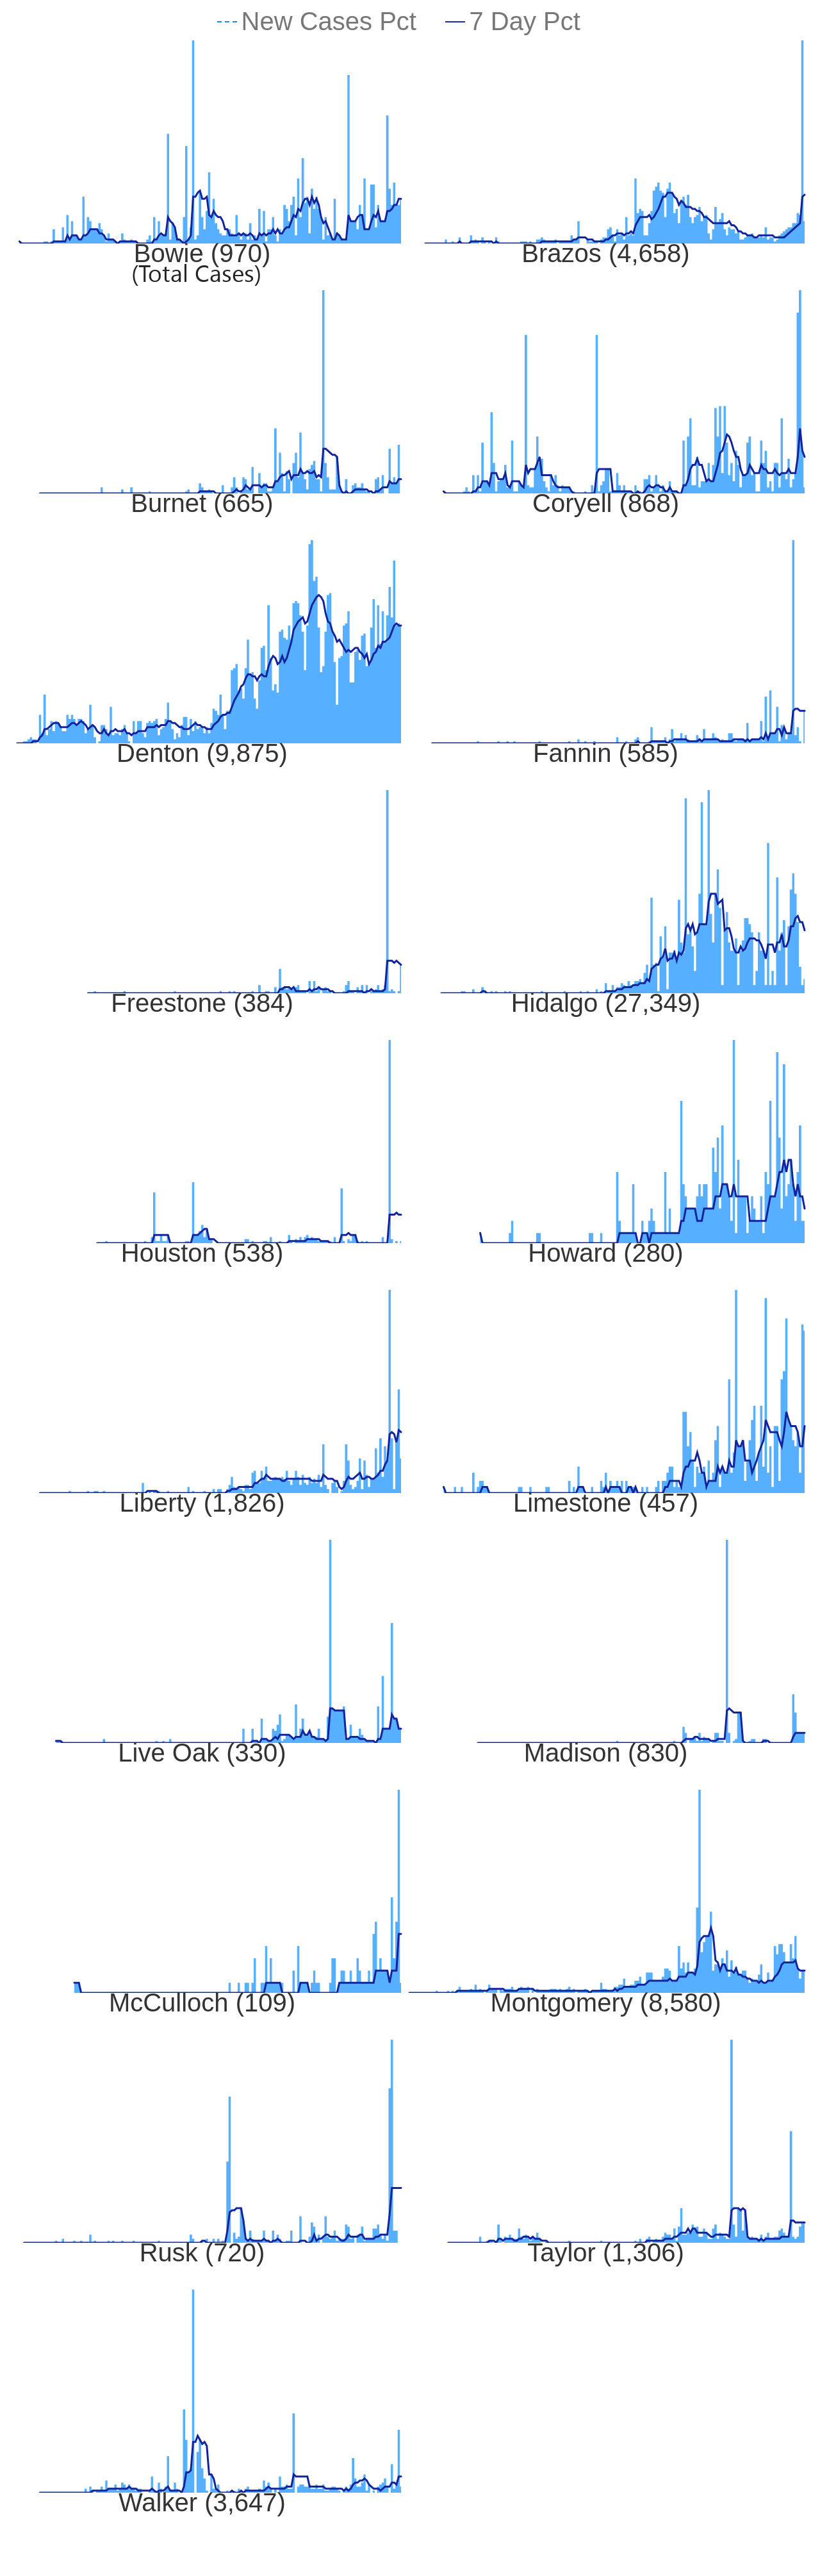 New Cases Pct 7 Day Pct
Bowie (970) Brazos (4,658)
(Total Cases)
Burnet (665) Coryell (868)
Denton (9,875) Fannin (585)
Freestone (384) Hidalgo (27,349)
Houston (538) Howard (280)
Liberty (1,826) Limestone (457)
Live Oak (330) Madison (830)
McCulloch (109) Montgomery (8,580)
Rusk (720) Taylor (1,306)
Walker (3,647)